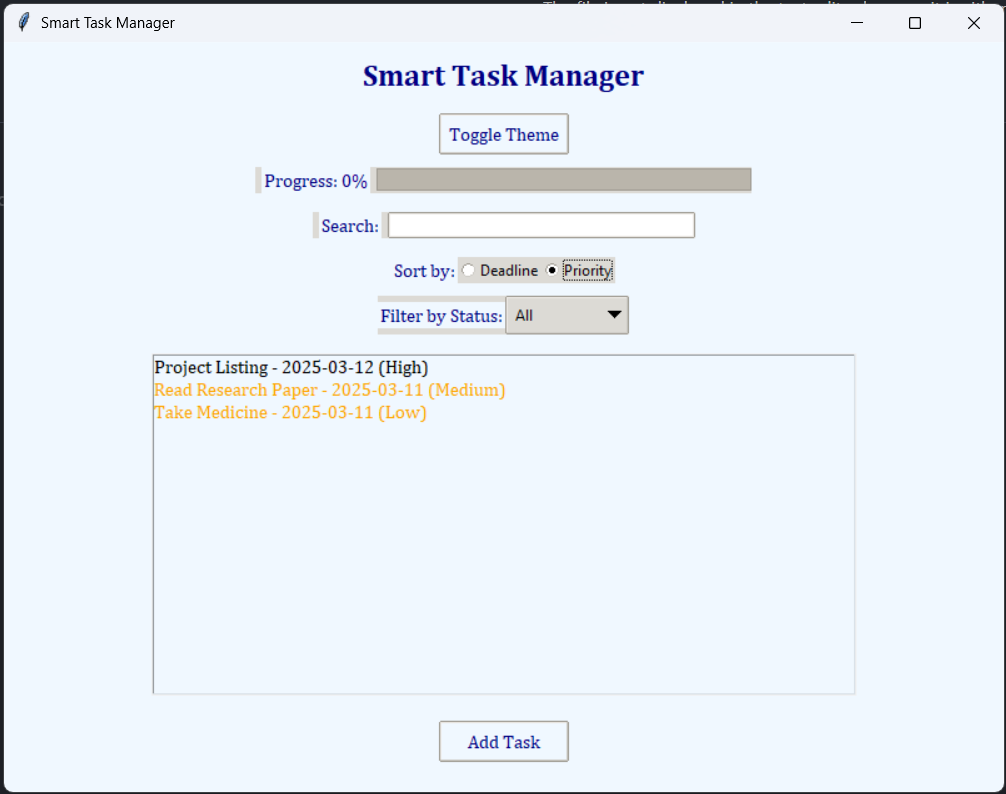 Smart Task Manager
Smart Task Manager
Toggle Theme
Progress: 0%
Search:
Sort by: Deadline Priority
Filter by Status: All
Project Listing - 2025-03-12 (High)
Read Research Paper - 2025-03-11 (Medium)
Take Medicine - 2025-03-11 (Low)
Add Task